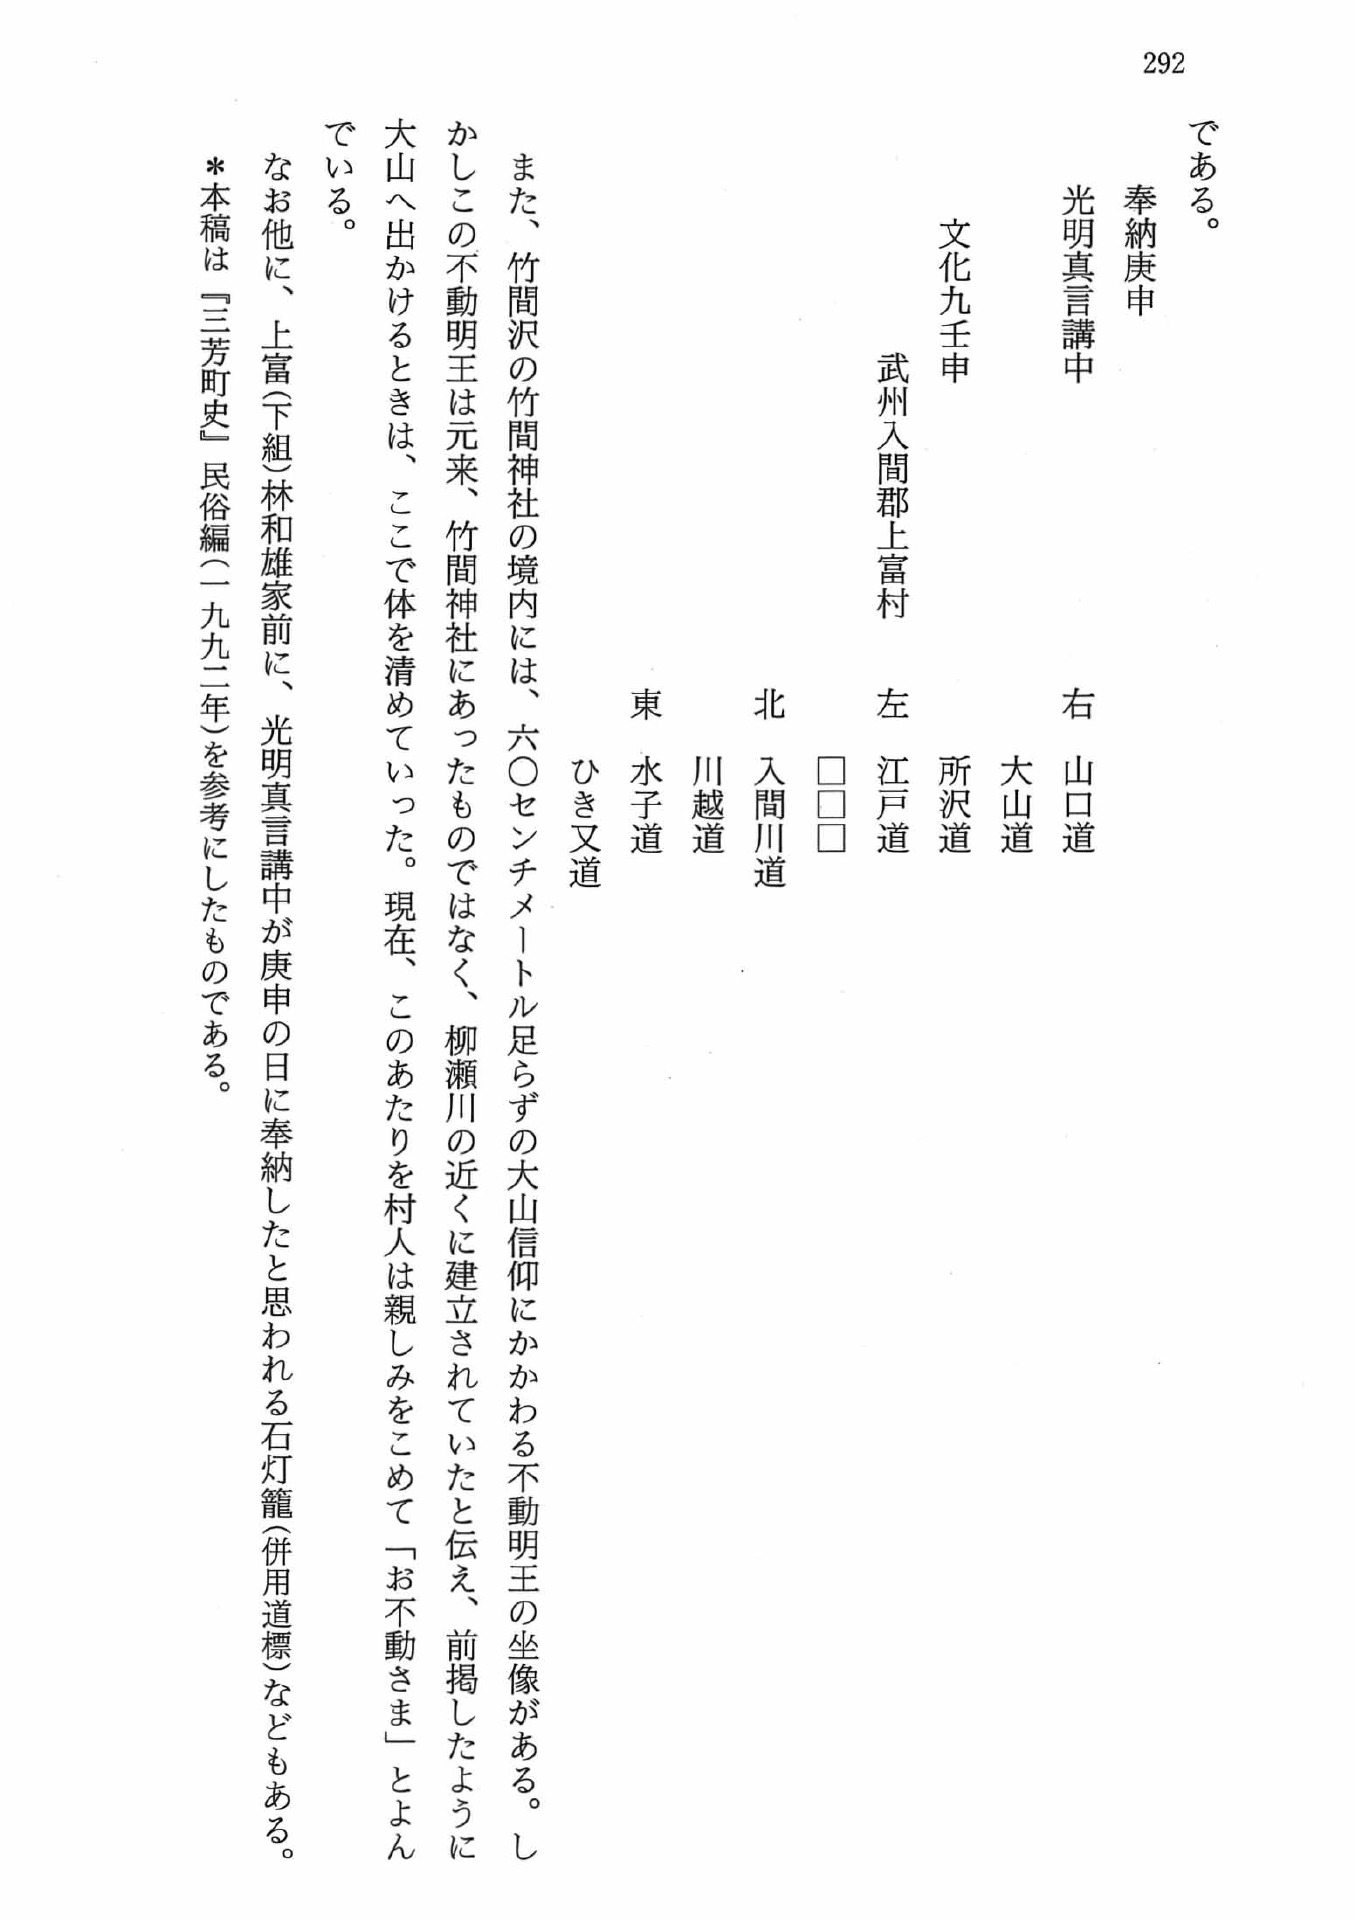 292
である。
奉納庚申
光明真言講中　右　山口道
大山道
文化九壬申　所沢道
武州入間郡上富村　左　江戸道
□□□
北　入間川道
川越道
東　水子道
ひき又道
また、竹間沢の竹間神社の境内には、六〇センチメートル足らずの大山信仰にかかわる不動明王の坐像がある。し
かしこの不動明王は元来、竹間神社にあったものではなく、柳瀬川の近くに建立されていたと伝え、前掲したように
大山へ出かけるときは、ここで体を清めていった。現在、このあたりを村人は親しみをこめて「お不動さま」とよん
でいる。
なお他に、上富(下組)林和雄家前に、光明真言講中が庚申の日に奉納したと思われる石灯籠(併用道標)などもある。
＊本稿は『三芳町史』民俗編(一九九二年)を参考にしたものである。